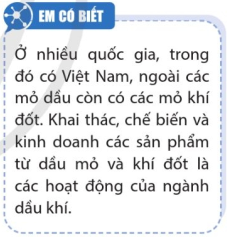 EM CÓ BIẾT
Ở nhiều quốc gia, trong
đó có Việt Nam, ngoài các
mỏ dầu còn có các mỏ khí
đốt. Khai thác, chế biến và
kinh doanh các sản phẩm
từ dầu mỏ và khí đốt là
các hoạt động của ngành
dầu khí.